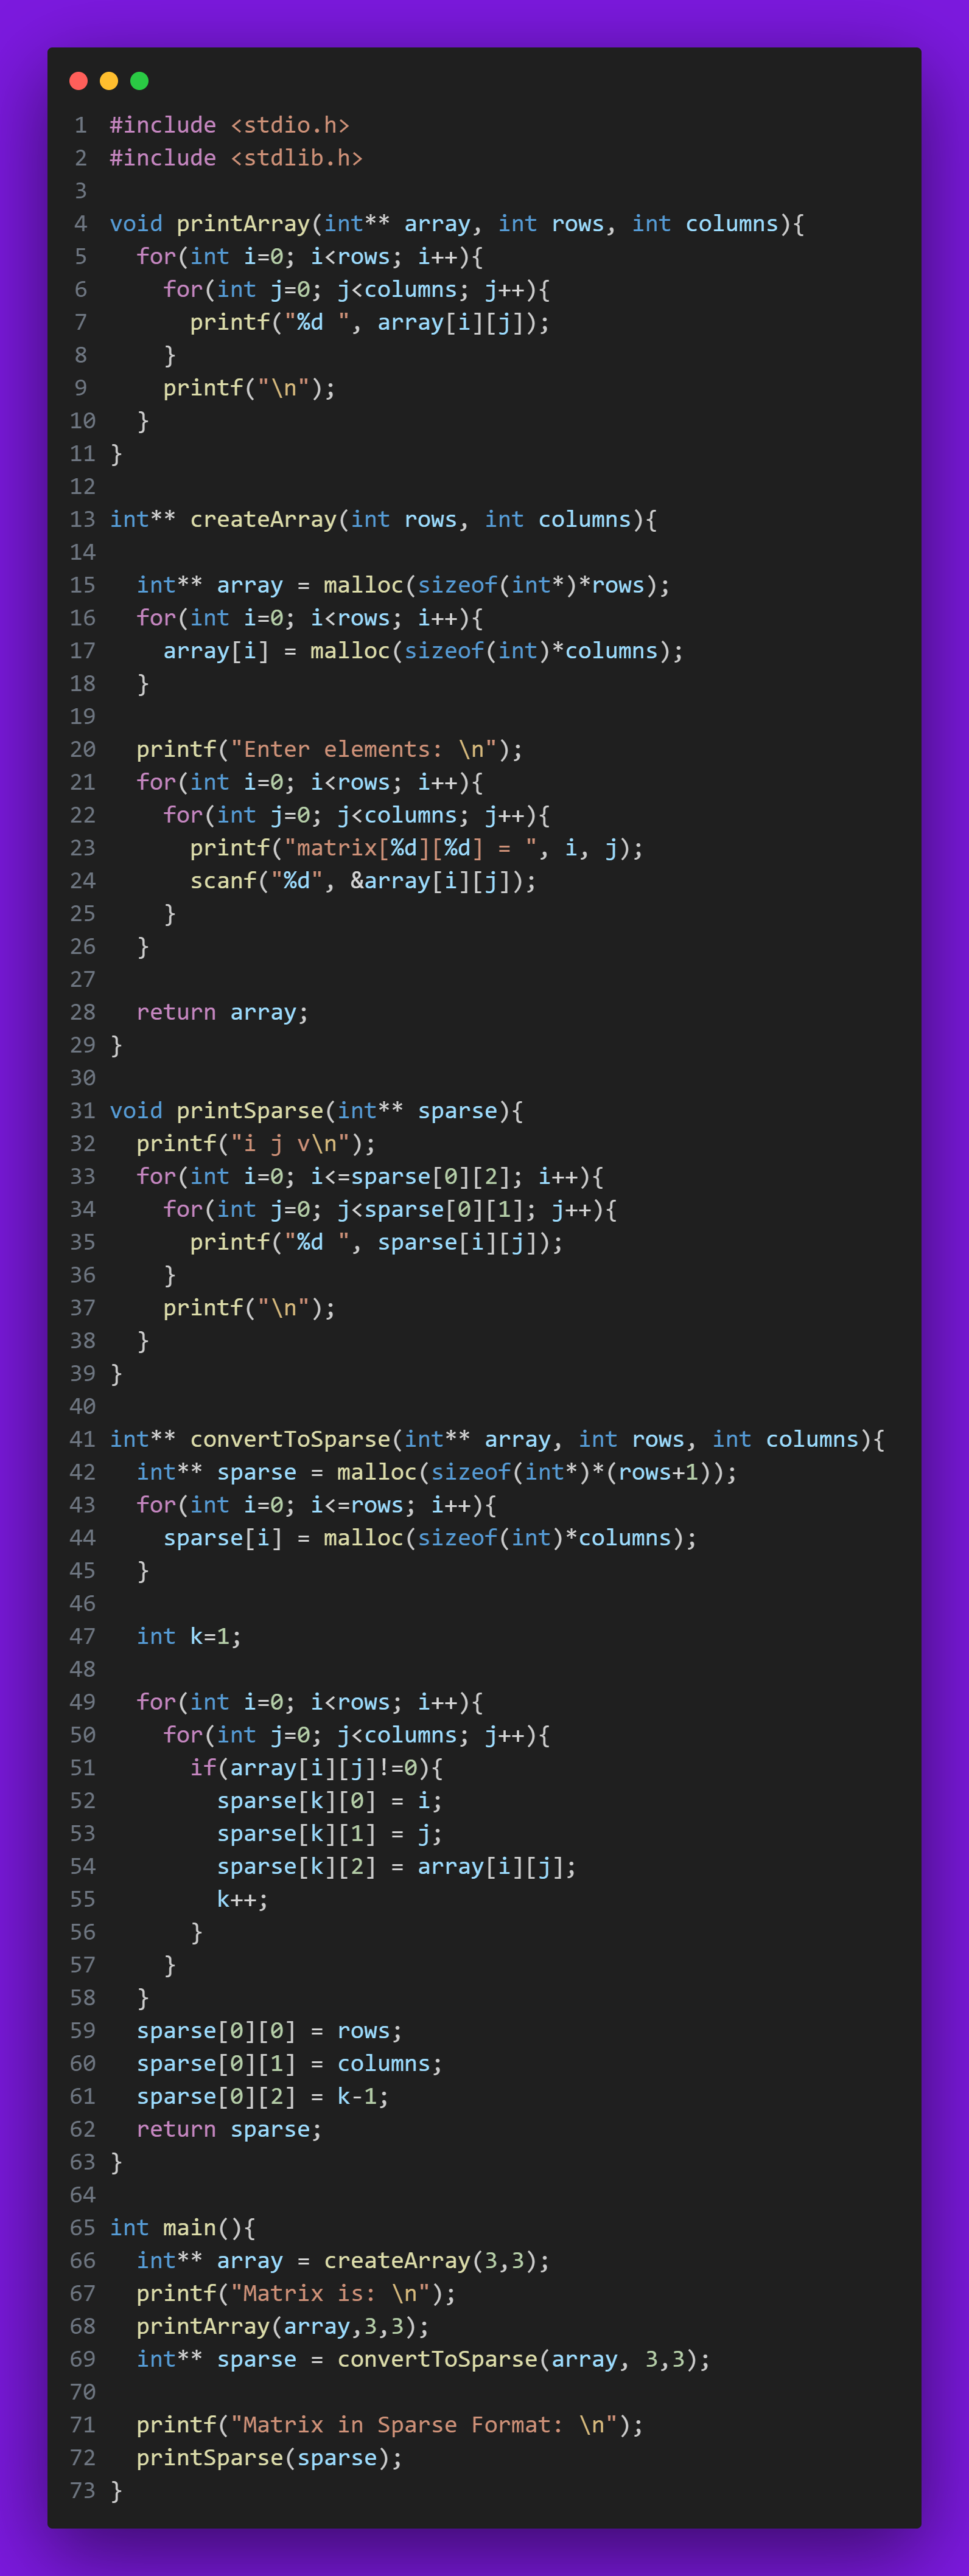 1 #include <stdio.h>
2 #include <stdlib.h>
3
4 void printArray(int** array, int rows, int columns){
5   for(int i=0; i<rows; i++){
6     for(int j=0; j<columns; j++){
7       printf("%d ", array[i][j]);
8     }
9     printf("\n");
10   }
11 }
12
13 int** createArray(int rows, int columns){
14
15   int** array = malloc(sizeof(int*)*rows);
16   for(int i=0; i<rows; i++){
17     array[i] = malloc(sizeof(int)*columns);
18   }
19
20   printf("Enter elements: \n");
21   for(int i=0; i<rows; i++){
22     for(int j=0; j<columns; j++){
23       printf("matrix[%d][%d] = ", i, j);
24       scanf("%d", &array[i][j]);
25     }
26   }
27
28   return array;
29 }
30
31 void printSparse(int** sparse){
32   printf("i j v\n");
33   for(int i=0; i<=sparse[0][2]; i++){
34     for(int j=0; j<sparse[0][1]; j++){
35       printf("%d ", sparse[i][j]);
36     }
37     printf("\n");
38   }
39 }
40
41 int** convertToSparse(int** array, int rows, int columns){
42   int** sparse = malloc(sizeof(int*)*(rows+1));
43   for(int i=0; i<=rows; i++){
44     sparse[i] = malloc(sizeof(int)*columns);
45   }
46
47   int k=1;
48
49   for(int i=0; i<rows; i++){
50     for(int j=0; j<columns; j++){
51       if(array[i][j]!=0){
52         sparse[k][0] = i;
53         sparse[k][1] = j;
54         sparse[k][2] = array[i][j];
55         k++;
56       }
57     }
58   }
59   sparse[0][0] = rows;
60   sparse[0][1] = columns;
61   sparse[0][2] = k-1;
62   return sparse;
63 }
64
65 int main(){
66   int** array = createArray(3,3);
67   printf("Matrix is: \n");
68   printArray(array,3,3);
69   int** sparse = convertToSparse(array, 3,3);
70
71   printf("Matrix in Sparse Format: \n");
72   printSparse(sparse);
73 }